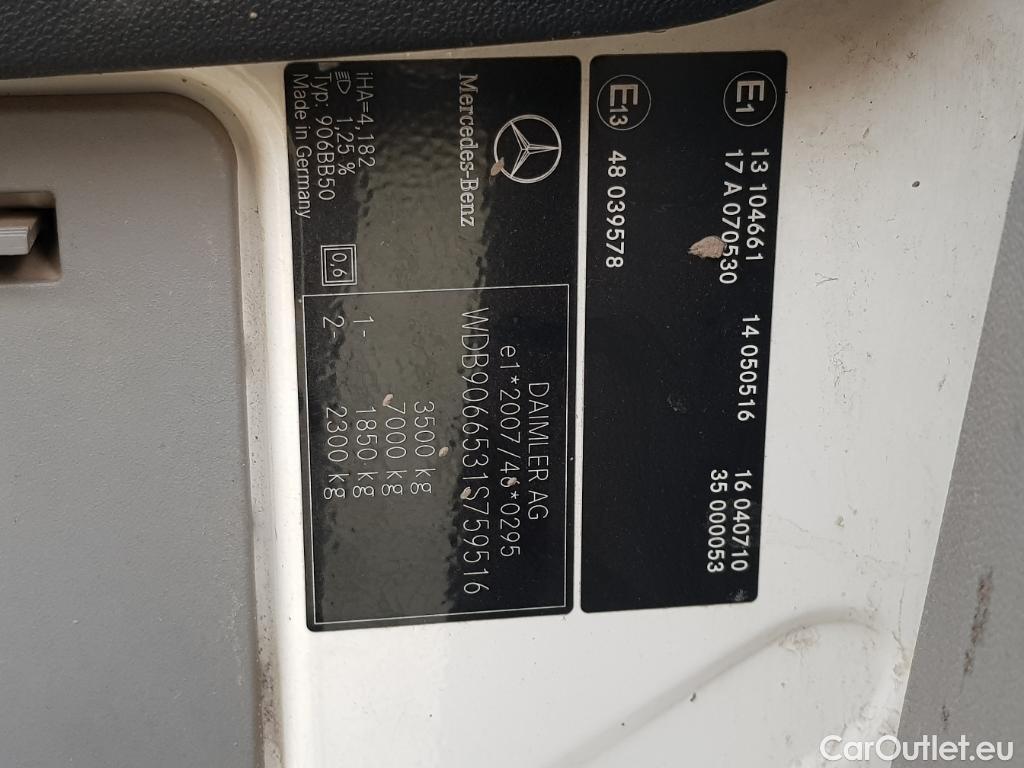 E1 13 104661 14 050516 16 040710
17 A 070530 35 000053
E13 48 039578
Mercedes-Benz
DAIMLER AG
e1*2007/46*0295
WDB9066531S759516
3500 kg
7000 kg
1- 1850 kg
2- 2300 kg
iHA=4,182
1,25 %
Typ: 906BB50
Made in Germany
0,6
CarOutlet.eu